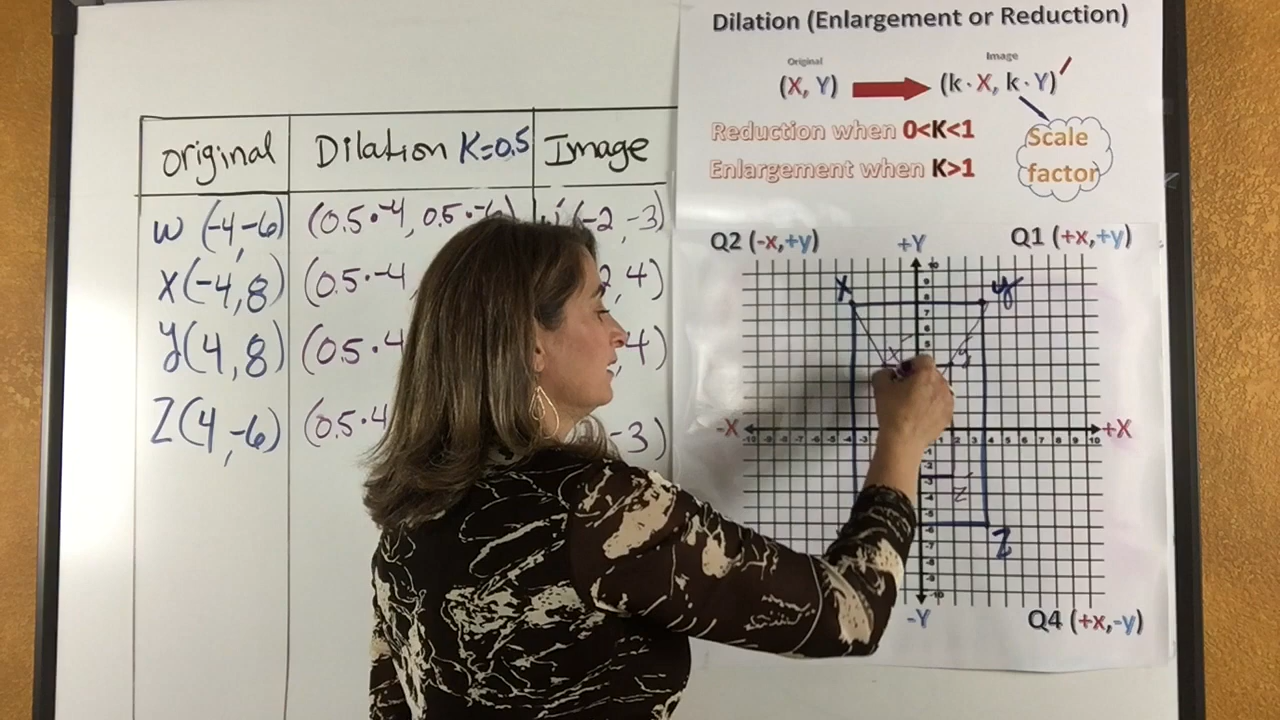 Dilation (Enlargement or Reduction)
Original
Image
(X, Y)
(k · X, k · Y)′
Reduction when 0<K<1
Enlargement when K>1
Scale
factor
original
Dilation K=0.5
Image
W (-4,-6)
(0.5•-4, 0.5•-6)
(-2, -3)
X(-4, 8)
(0.5•-4
2, 4)
Y(4, 8)
(0.5•4
, 4)
Z(4, -6)
(0.5•4
-3)
Q2 (-x,+y)
+Y
Q1 (+x,+y)
X
Y
-X
+X
Z
Z
-Y
Q4 (+x,-y)